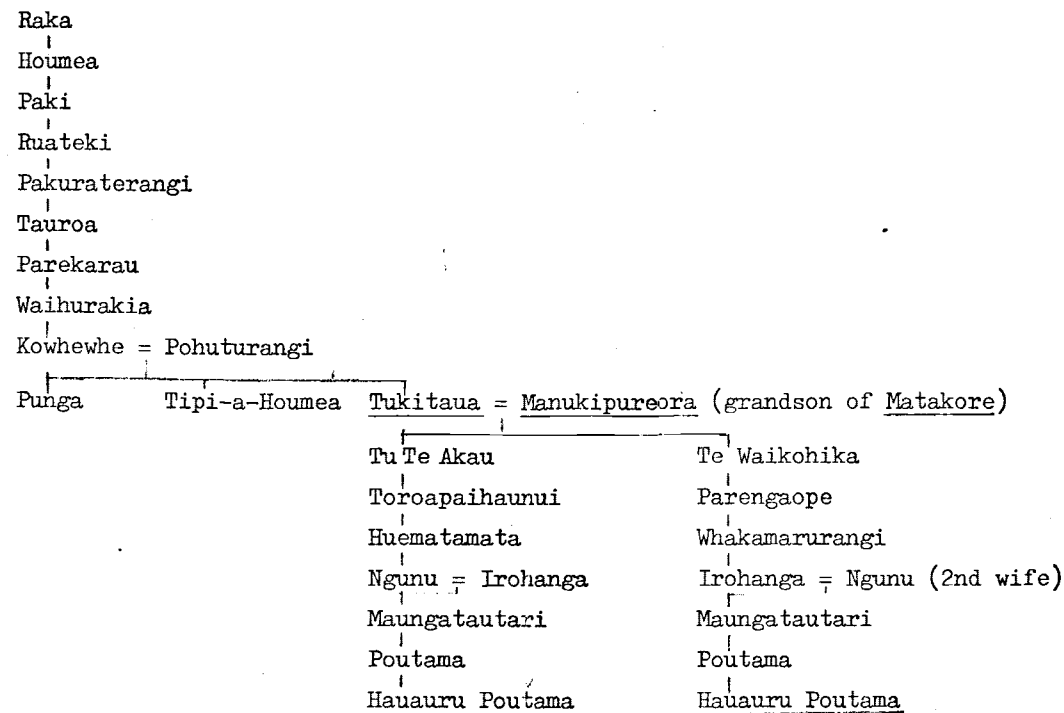 Raka
Houmea
Paki
Ruateki
Pakuraterangi
Tauroa
Parekarau
Waihurakia
Kowhewhe = Pohuturangi
Punga Tipi-a-Houmea Tukitaua = Manukipureora (grandson of Matakore)
Tu Te Akau Te Waikohika
Toroapaihaunui Parengaope
Huematamata Whakamarurangi
Ngunu = Irohanga Irohanga = Ngunu (2nd wife)
Maungatautari Maungatautari
Poutama Poutama
Hauauru Poutama Hauauru Poutama